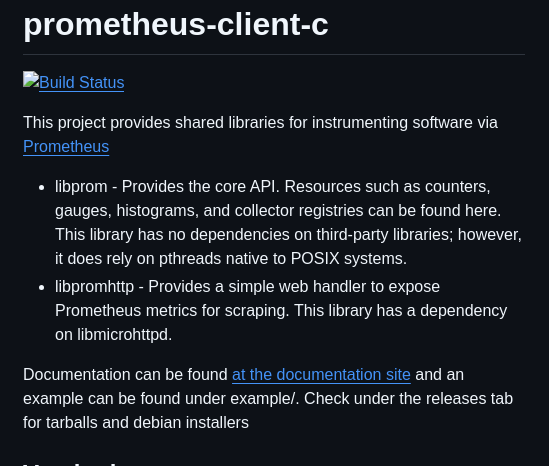 prometheus-client-c
Build Status
This project provides shared libraries for instrumenting software via
Prometheus
• libprom - Provides the core API. Resources such as counters,
gauges, histograms, and collector registries can be found here.
This library has no dependencies on third-party libraries; however,
it does rely on pthreads native to POSIX systems.
• libpromhttp - Provides a simple web handler to expose
Prometheus metrics for scraping. This library has a dependency
on libmicrohttpd.
Documentation can be found at the documentation site and an
example can be found under example/. Check under the releases tab
for tarballs and debian installers